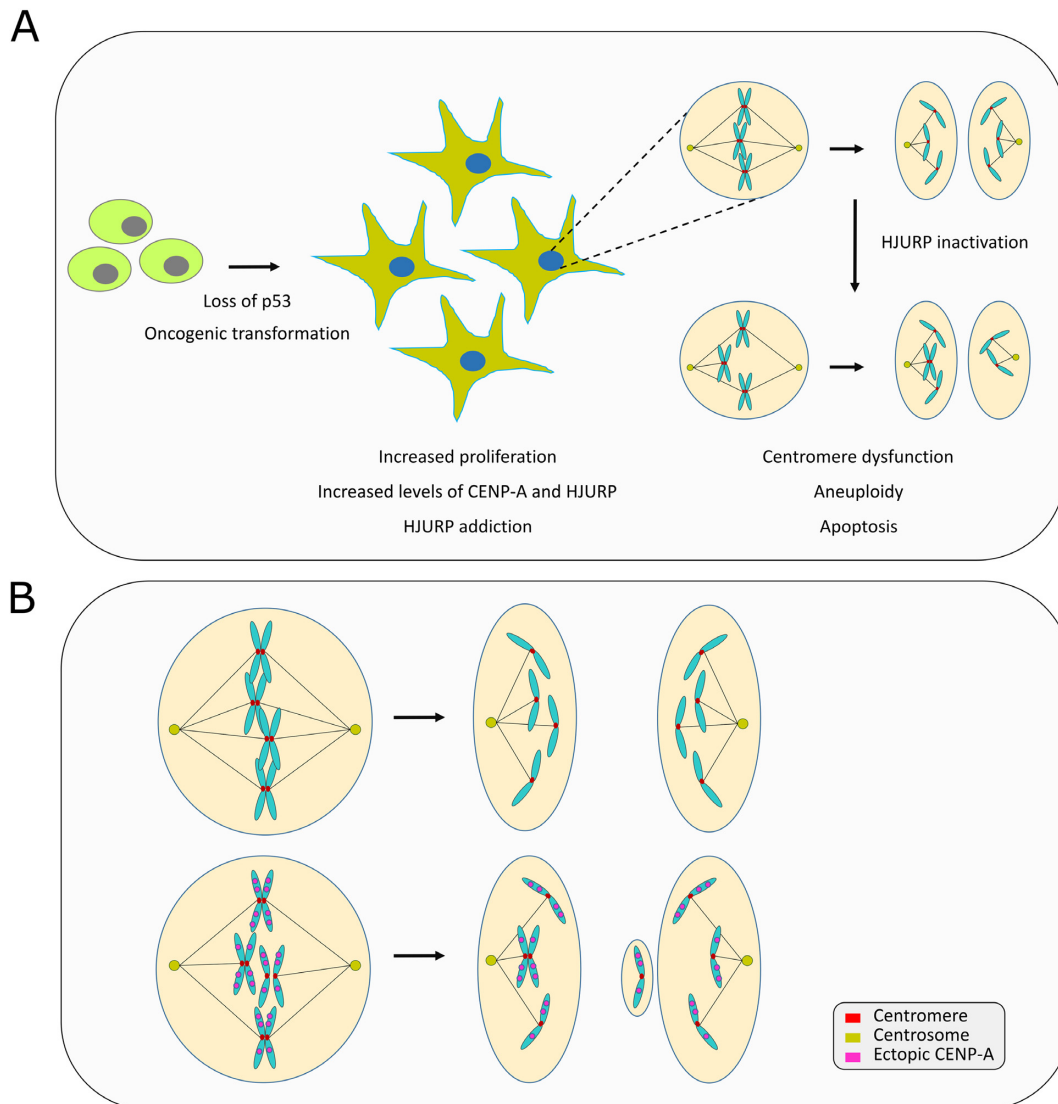 A
Loss of p53
Oncogenic transformation
HJURP inactivation
Increased proliferation
Increased levels of CENP-A and HJURP
HJURP addiction
Centromere dysfunction
Aneuploidy
Apoptosis
B
Centromere
Centrosome
Ectopic CENP-A